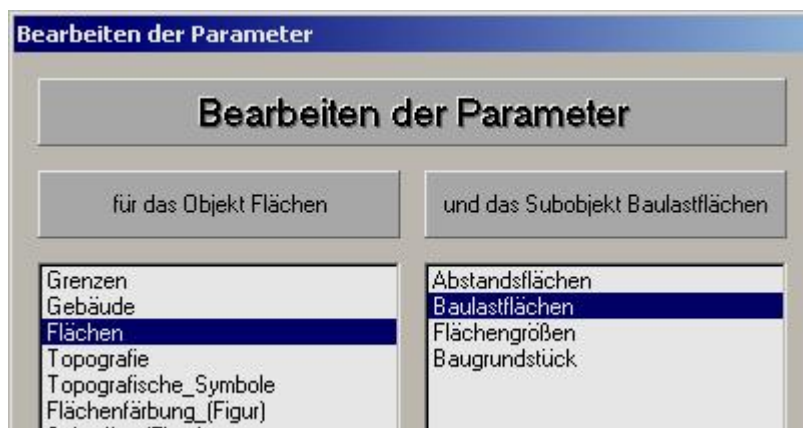 Bearbeiten der Parameter
Bearbeiten der Parameter
für das Objekt Flächen
und das Subobjekt Baulastflächen
Grenzen
Gebäude
Flächen
Topografie
Topografische_Symbole
Flächenfärbung_(Figur)
Abstandsflächen
Baulastflächen
Flächengrößen
Baugrundstück